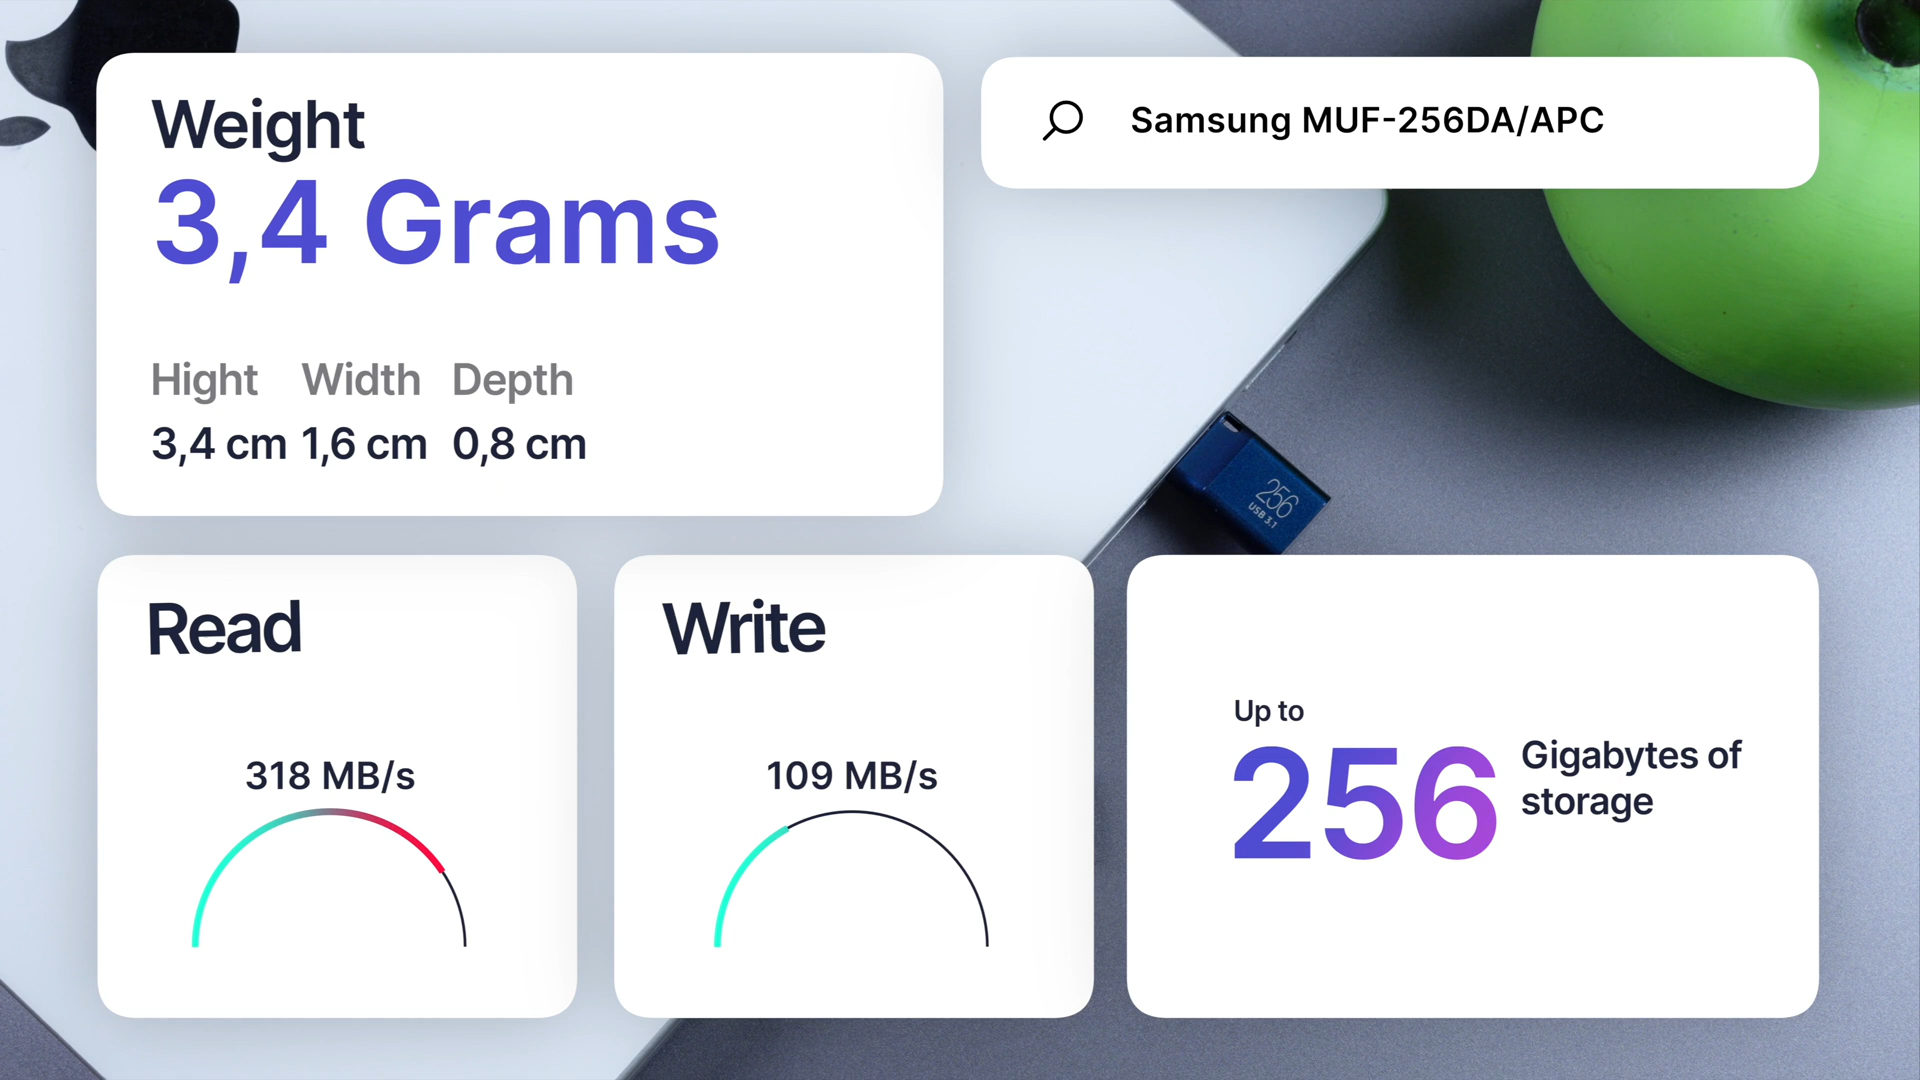 Weight
3,4 Grams
Hight Width Depth
3,4 cm 1,6 cm 0,8 cm
Samsung MUF-256DA/APC
256
USB 3.1
Read
318 MB/s
Write
109 MB/s
Up to
256
Gigabytes of
storage